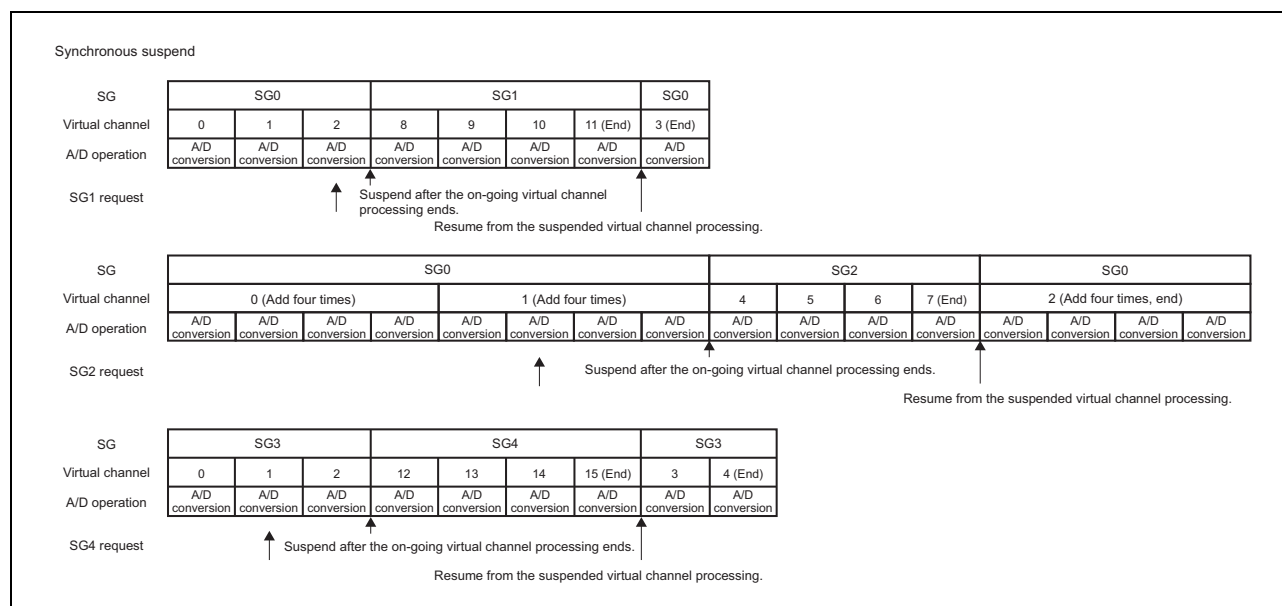 Synchronous suspend
SG SG0 SG1 SG0
Virtual channel 0 1 2 8 9 10 11 (End) 3 (End)
A/D operation A/D conversion A/D conversion A/D conversion A/D conversion A/D conversion A/D conversion A/D conversion A/D conversion
SG1 request Suspend after the on-going virtual channel
processing ends.
Resume from the suspended virtual channel processing.
SG SG0 SG2 SG0
Virtual channel 0 (Add four times) 1 (Add four times) 4 5 6 7 (End) 2 (Add four times, end)
A/D operation A/D conversion A/D conversion A/D conversion A/D conversion A/D conversion A/D conversion A/D conversion A/D conversion A/D conversion A/D conversion A/D conversion A/D conversion A/D conversion A/D conversion A/D conversion A/D conversion
SG2 request Suspend after the on-going virtual channel processing ends.
Resume from the suspended virtual channel processing.
SG SG3 SG4 SG3
Virtual channel 0 1 2 12 13 14 15 (End) 3 4 (End)
A/D operation A/D conversion A/D conversion A/D conversion A/D conversion A/D conversion A/D conversion A/D conversion A/D conversion A/D conversion
SG4 request Suspend after the on-going virtual channel processing ends.
Resume from the suspended virtual channel processing.